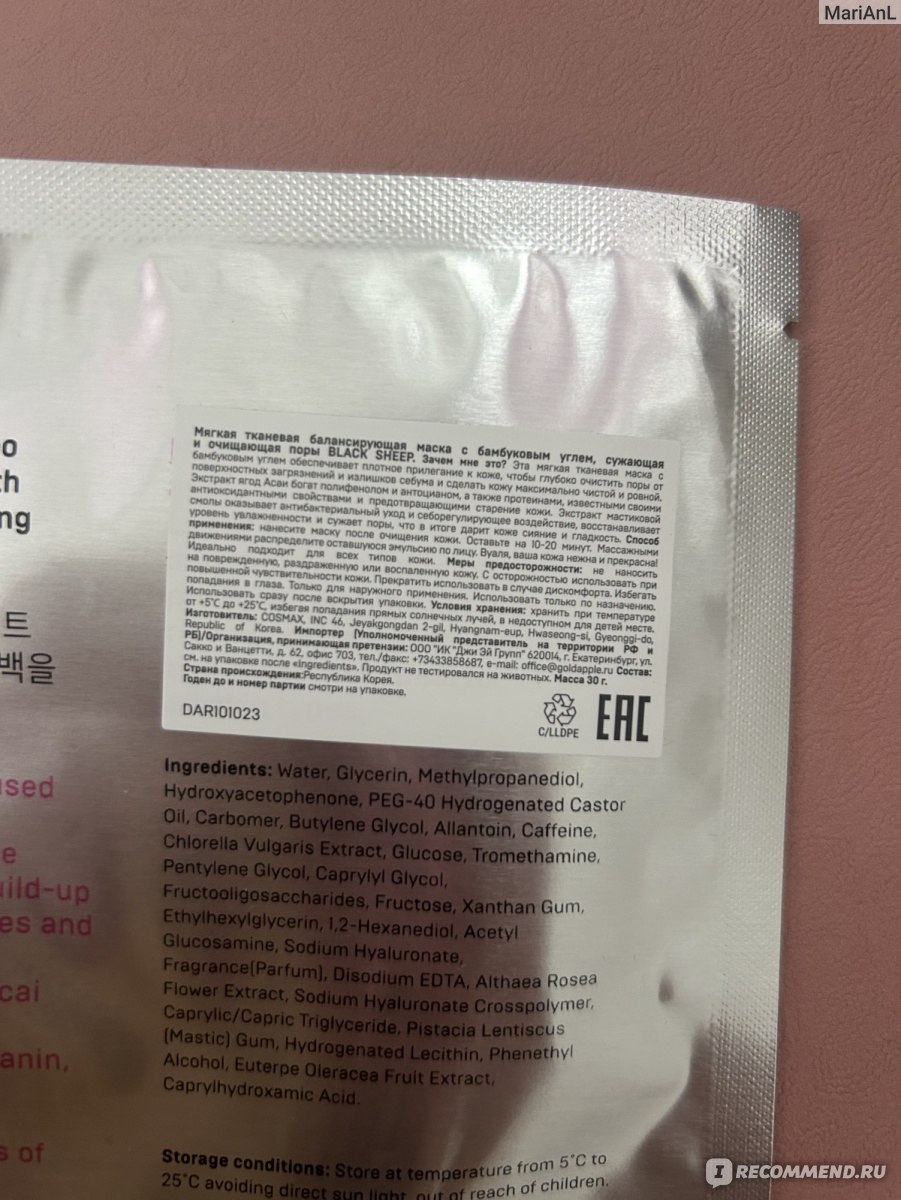 MariAnL
Мягкая тканевая балансирующая маска с бамбуковым углем, сужающая
и очищающая поры BLACK SHEEP. Зачем мне это? Эта мягкая тканевая маска с
бамбуковым углем обеспечивает плотное прилегание к коже, чтобы глубоко очистить поры от
поверхностных загрязнений и излишков себума и сделать кожу максимально чистой и ровной.
Экстракт ягод Асаи богат полифенолом и антоцианом, а также протеинами, известными своими
антиоксидантными свойствами и предотвращающими старение кожи. Экстракт мастиковой
смолы оказывает антибактериальный уход и себорегулирующее воздействие, восстанавливает
уровень увлажненности и сужает поры, что в итоге дарит коже сияние и гладкость. Способ
применения: нанесите маску после очищения кожи. Оставьте на 10-20 минут. Массажными
движениями распределите оставшуюся эмульсию по лицу. Вуаля, ваша кожа нежна и прекрасна!
Идеально подходит для всех типов кожи. Меры предосторожности: не наносить
на поврежденную, раздраженную или воспаленную кожу. С осторожностью использовать при
повышенной чувствительности кожи. Прекратить использовать в случае дискомфорта. Избегать
попадания в глаза. Только для наружного применения. Использовать только по назначению.
Использовать сразу после вскрытия упаковки. Условия хранения: хранить при температуре
от +5°С до +25°С, избегая попадания прямых солнечных лучей, в недоступном для детей месте.
Изготовитель: COSMAX, INC 46, Jeyakgongdan 2-gil, Hyangnam-eup, Hwaseong-si, Gyeonggi-do,
Republic of Korea. Импортер (Уполномоченный представитель на территории РФ и
РБ)/Организация, принимающая претензии: ООО "ИК "Джи Эй Групп" 620014, г. Екатеринбург, ул.
Сакко и Ванцетти, д. 62, офис 703, тел./факс: +73433858687, e-mail: office@goldapple.ru Состав:
см. на упаковке после «Ingredients». Продукт не тестировался на животных. Масса 30 г.
Страна происхождения:Республика Корея.
Годен до и номер партии смотри на упаковке.
DAR101023
C/LLDPE
EAC
o
th
ng
트
백을
used
e
uild-up
es and
cai
anin,
s of
Ingredients: Water, Glycerin, Methylpropanediol,
Hydroxyacetophenone, PEG-40 Hydrogenated Castor
Oil, Carbomer, Butylene Glycol, Allantoin, Caffeine,
Chlorella Vulgaris Extract, Glucose, Tromethamine,
Pentylene Glycol, Caprylyl Glycol,
Fructooligosaccharides, Fructose, Xanthan Gum,
Ethylhexylglycerin, 1,2-Hexanediol, Acetyl
Glucosamine, Sodium Hyaluronate,
Fragrance(Parfum), Disodium EDTA, Althaea Rosea
Flower Extract, Sodium Hyaluronate Crosspolymer,
Caprylic/Capric Triglyceride, Pistacia Lentiscus
(Mastic) Gum, Hydrogenated Lecithin, Phenethyl
Alcohol, Euterpe Oleracea Fruit Extract,
Caprylhydroxamic Acid.
Storage conditions: Store at temperature from 5°C to
25°C avoiding direct sun light, out of reach of children.
IRECOMMEND.RU